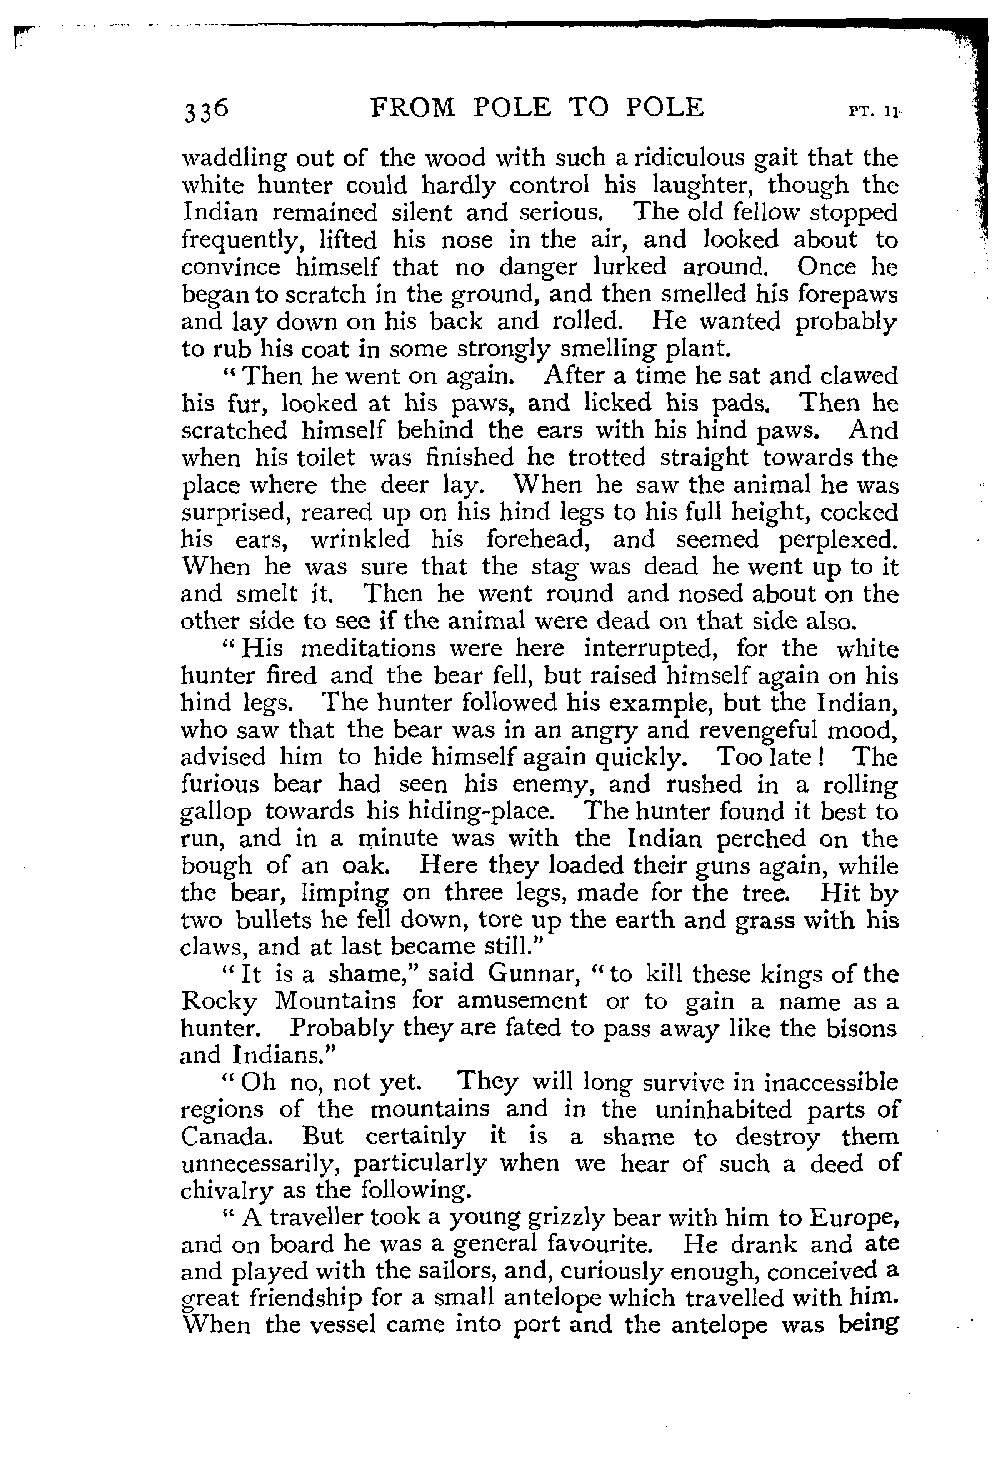 336 FROM POLE TO POLE PT. II
waddling out of the wood with such a ridiculous gait that the
white hunter could hardly control his laughter, though the
Indian remained silent and serious. The old fellow stopped
frequently, lifted his nose in the air, and looked about to
convince himself that no danger lurked around. Once he
began to scratch in the ground, and then smelled his forepaws
and lay down on his back and rolled. He wanted probably
to rub his coat in some strongly smelling plant.
“Then he went on again. After a time he sat and clawed
his fur, looked at his paws, and licked his pads. Then he
scratched himself behind the ears with his hind paws. And
when his toilet was finished he trotted straight towards the
place where the deer lay. When he saw the animal he was
surprised, reared up on his hind legs to his full height, cocked
his ears, wrinkled his forehead, and seemed perplexed.
When he was sure that the stag was dead he went up to it
and smelt it. Then he went round and nosed about on the
other side to see if the animal were dead on that side also.
“His meditations were here interrupted, for the white
hunter fired and the bear fell, but raised himself again on his
hind legs. The hunter followed his example, but the Indian,
who saw that the bear was in an angry and revengeful mood,
advised him to hide himself again quickly. Too late! The
furious bear had seen his enemy, and rushed in a rolling
gallop towards his hiding-place. The hunter found it best to
run, and in a minute was with the Indian perched on the
bough of an oak. Here they loaded their guns again, while
the bear, limping on three legs, made for the tree. Hit by
two bullets he fell down, tore up the earth and grass with his
claws, and at last became still.”
“It is a shame,” said Gunnar, “to kill these kings of the
Rocky Mountains for amusement or to gain a name as a
hunter. Probably they are fated to pass away like the bisons
and Indians.”
“Oh no, not yet. They will long survive in inaccessible
regions of the mountains and in the uninhabited parts of
Canada. But certainly it is a shame to destroy them
unnecessarily, particularly when we hear of such a deed of
chivalry as the following.
“A traveller took a young grizzly bear with him to Europe,
and on board he was a general favourite. He drank and ate
and played with the sailors, and, curiously enough, conceived a
great friendship for a small antelope which travelled with him.
When the vessel came into port and the antelope was being